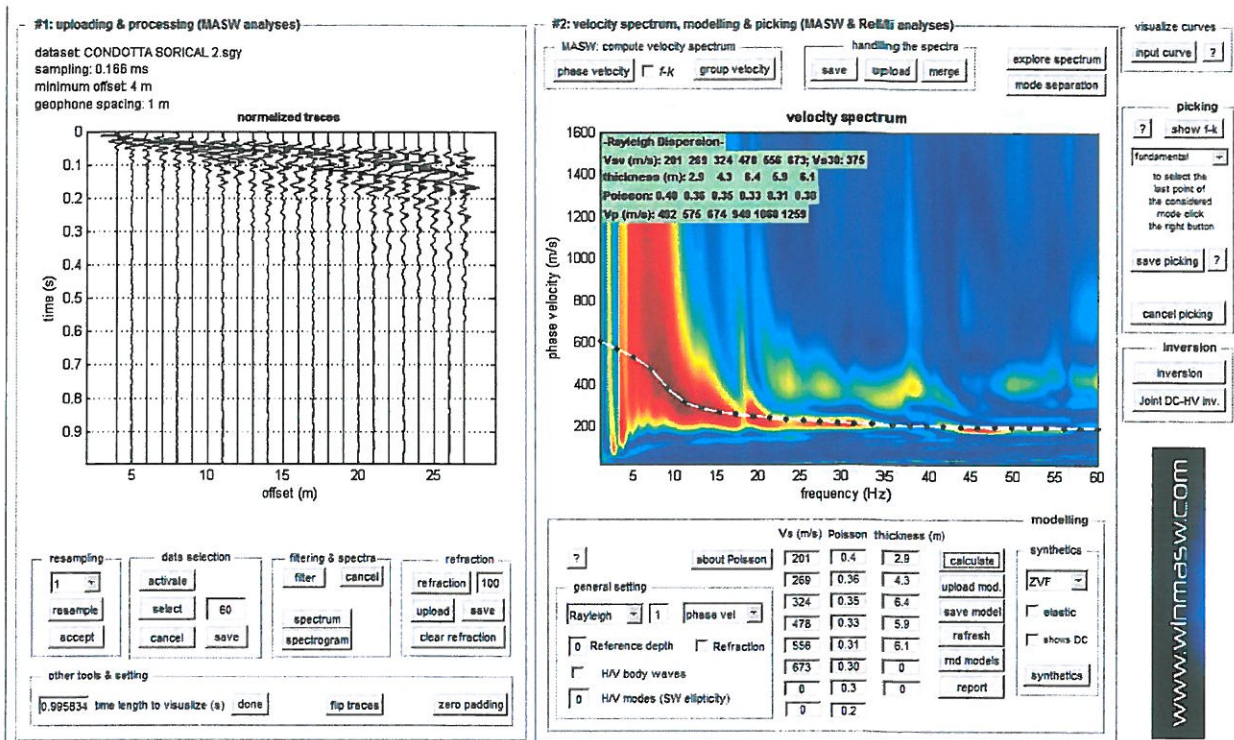 #1: uploading & processing (MASW analyses)
dataset: CONDOTTA SORICAL 2.sgy
sampling: 0.166 ms
minimum offset: 4 m
geophone spacing: 1 m
normalized traces
0
0.1
0.2
0.3
0.4
0.5
0.6
0.7
0.8
0.9
time (s)
5 10 15 20 25
offset (m)
resampling
1
resample
accept
data selection
activate
select 60
cancel save
filtering & spectra
filter cancel
spectrum
spectrogram
refraction
refraction 100
upload save
clear refraction
other tools & setting
0.995834 time length to visualize (s) done flip traces zero padding
#2: velocity spectrum, modelling & picking (MASW & ReMi analyses)
MASW: compute velocity spectrum
phase velocity f-k group velocity
handling the spectra
save upload merge
explore spectrum
mode separation
velocity spectrum
-Rayleigh Dispersion-
Vsv (m/s): 201 269 324 478 556 673; Vs30: 375
thickness (m): 2.9 4.3 6.4 5.9 6.1
Poisson: 0.40 0.36 0.35 0.33 0.31 0.30
Vp (m/s): 492 575 674 949 1060 1259
1600
1400
1200
1000
800
600
400
200
phase velocity (m/s)
5 10 15 20 25 30 35 40 45 50 55 60
frequency (Hz)
modelling
? about Poisson
general setting
Rayleigh 1 phase vel
0 Reference depth Refraction
H/V body waves
0 H/V modes (SW ellipticity)
Vs (m/s) Poisson thickness (m)
201 0.4 2.9
269 0.36 4.3
324 0.35 6.4
478 0.33 5.9
556 0.31 6.1
673 0.30 0
0 0.3 0
0 0.2
calculate
upload mod.
save model
refresh
rnd models
report
synthetics
ZVF
elastic
shows DC
synthetics
visualize curves
input curve ?
picking
? show f-k
fundamental
to select the
last point of
the considered
mode click
the right button
save picking ?
cancel picking
inversion
inversion
Joint DC-HV inv.
www.winmasw.com